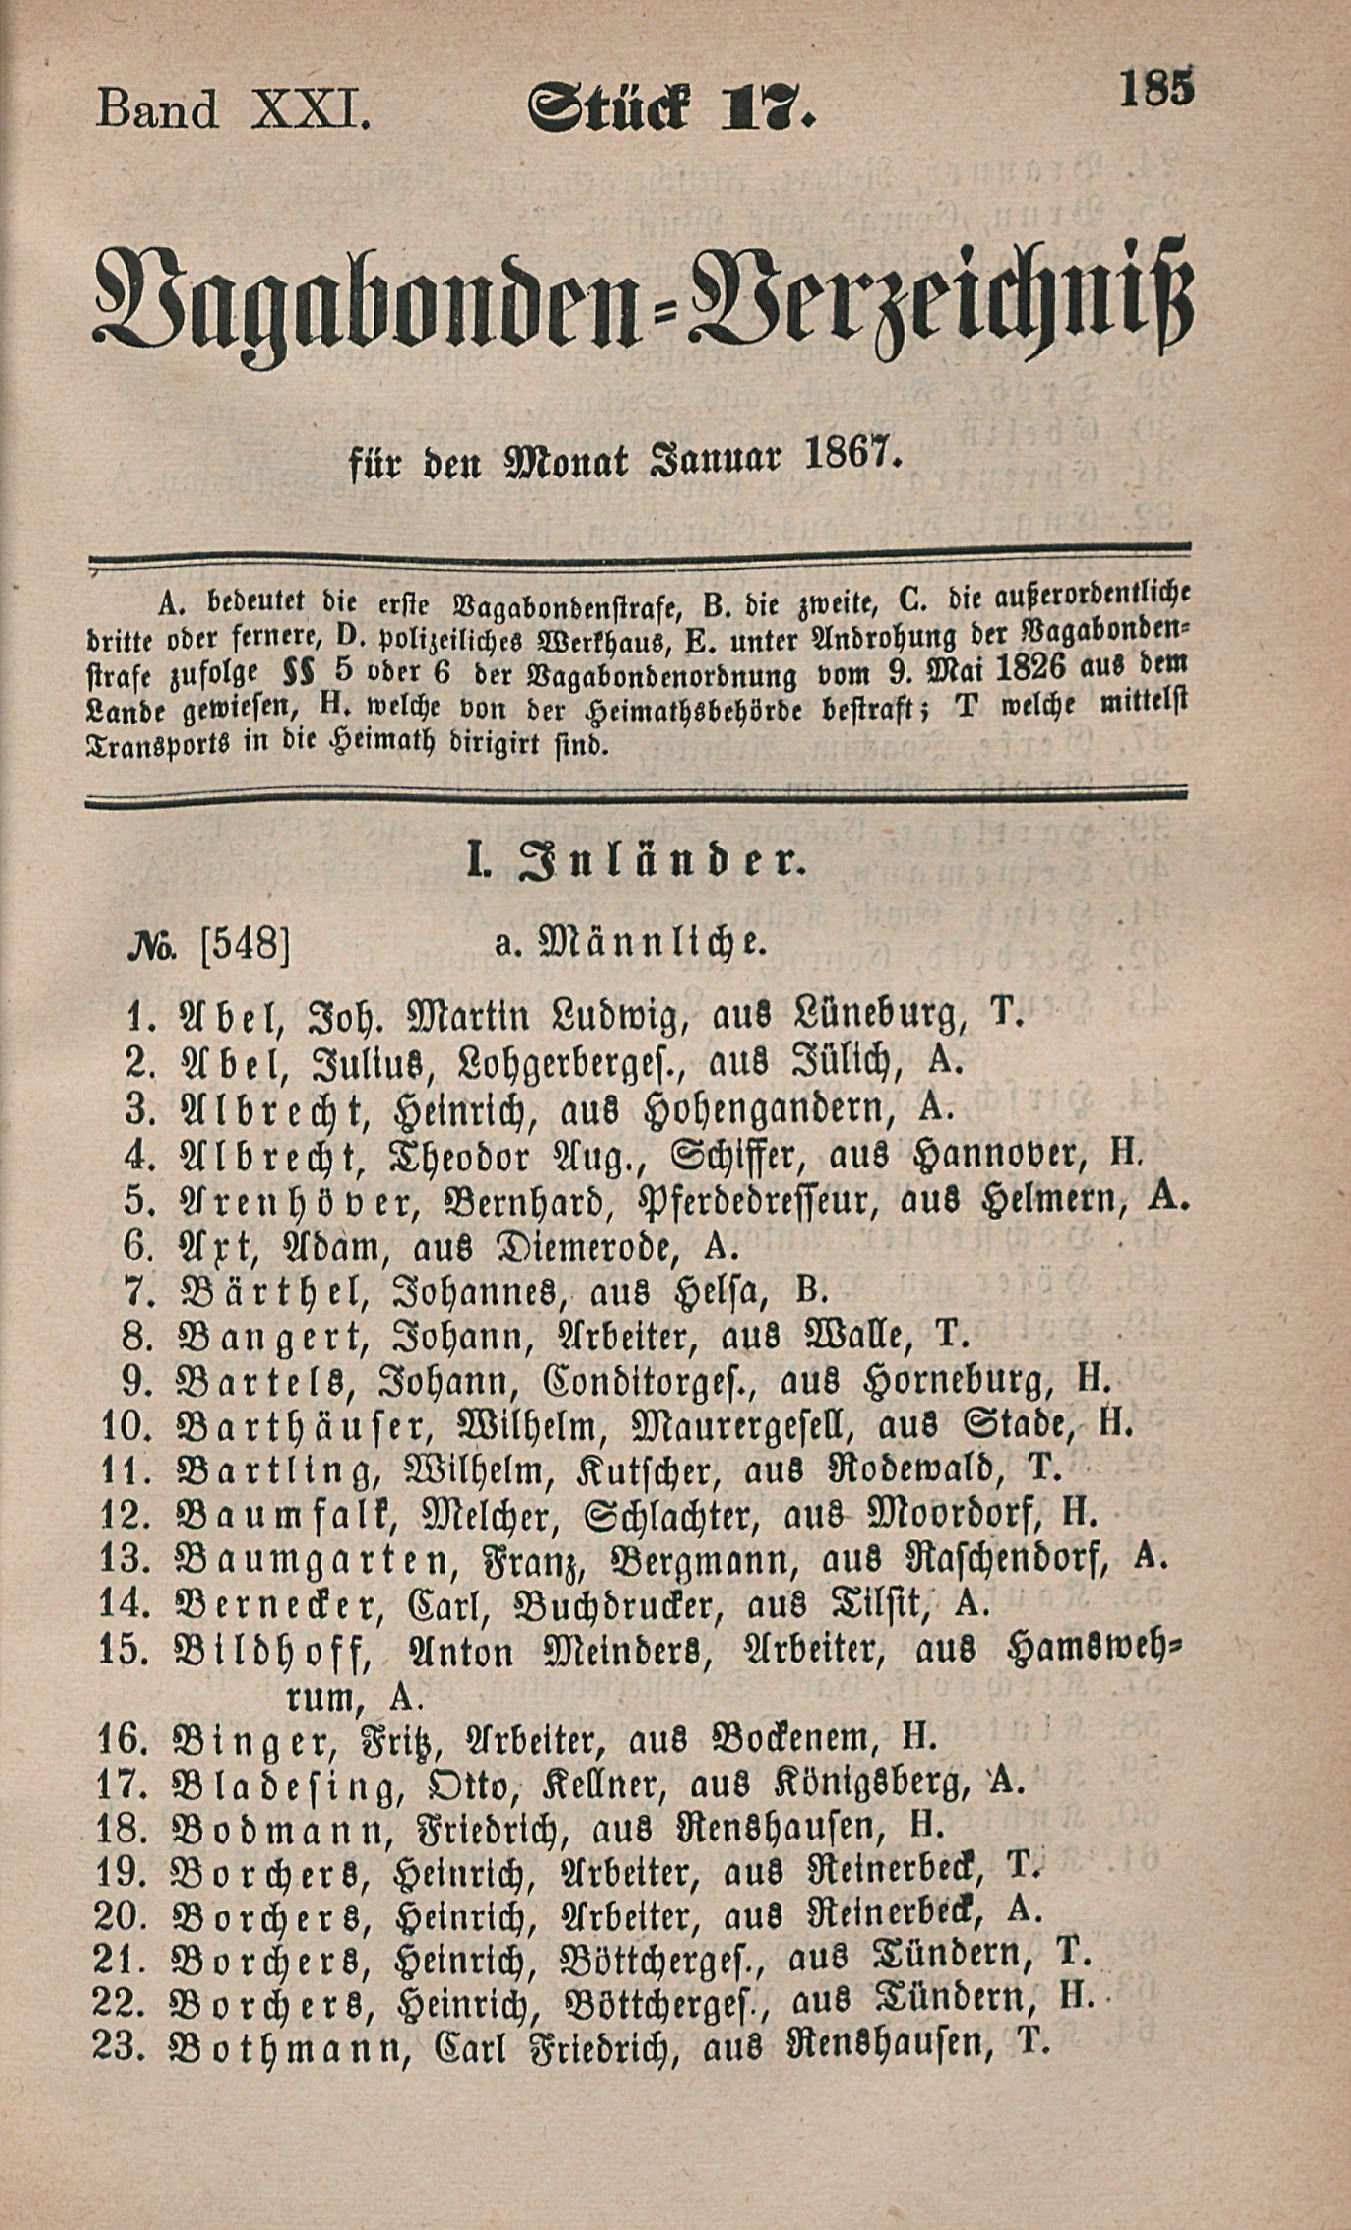 Band XXI. Stück 17. 185
Vagabonden-Verzeichniß
für den Monat Januar 1867.
A. bedeutet die erste Vagabondenstrafe, B. die zweite, C. die außerordentliche
dritte oder fernere, D. polizeiliches Werkhaus, E. unter Androhung der Vagabonden-
strafe zufolge §§ 5 oder 6 der Vagabondenordnung vom 9. Mai 1826 aus dem
Lande gewiesen, H. welche von der Heimathsbehörde bestraft; T welche mittelst
Transports in die Heimath dirigirt sind.
I. Inländer.
No. [548] a. Männliche.
1. Abel, Joh. Martin Ludwig, aus Lüneburg, T.
2. Abel, Julius, Lohgerberges., aus Jülich, A.
3. Albrecht, Heinrich, aus Hohengandern, A.
4. Albrecht, Theodor Aug., Schiffer, aus Hannover, H.
5. Arenhöver, Bernhard, Pferdedresseur, aus Helmern, A.
6. Axt, Adam, aus Diemerode, A.
7. Bärthel, Johannes, aus Helsa, B.
8. Bangert, Johann, Arbeiter, aus Walle, T.
9. Bartels, Johann, Conditorges., aus Horneburg, H.
10. Barthäuser, Wilhelm, Maurergesell, aus Stade, H.
11. Bartling, Wilhelm, Kutscher, aus Rodewald, T.
12. Baumfalk, Melcher, Schlachter, aus Moordorf, H.
13. Baumgarten, Franz, Bergmann, aus Raschendorf, A.
14. Bernecker, Carl, Buchdrucker, aus Tilsit, A.
15. Bildhoff, Anton Meinders, Arbeiter, aus Hamsweh-
rum, A.
16. Binger, Fritz, Arbeiter, aus Bockenem, H.
17. Bladesing, Otto, Kellner, aus Königsberg, A.
18. Bodmann, Friedrich, aus Renshausen, H.
19. Borchers, Heinrich, Arbeiter, aus Reinerbeck, T.
20. Borchers, Heinrich, Arbeiter, aus Reinerbeck, A.
21. Borchers, Heinrich, Böttcherges., aus Tündern, T.
22. Borchers, Heinrich, Böttcherges., aus Tündern, H.
23. Bothmann, Carl Friedrich, aus Renshausen, T.